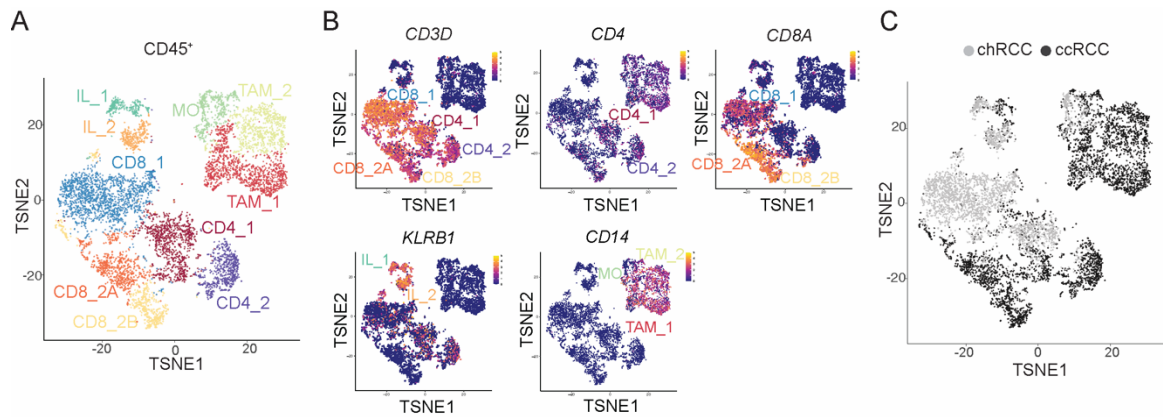 A
CD45⁺
IL_1
IL_2
MO
TAM_2
CD8_1
TAM_1
CD4_1
CD8_2A
CD4_2
CD8_2B
TSNE2
20
0
-20
-20
0
20
TSNE1
B
CD3D
CD8_1
CD4_1
CD8_2A
CD4_2
CD8_2B
TSNE2
TSNE1
CD4
CD4_1
CD4_2
TSNE2
TSNE1
CD8A
CD8_1
CD8_2A
CD8_2B
TSNE2
TSNE1
KLRB1
IL_1
IL_2
TSNE2
TSNE1
CD14
TAM_2
MO
TAM_1
TSNE2
TSNE1
C
chRCC ccRCC
TSNE2
20
0
-20
-20
0
20
TSNE1